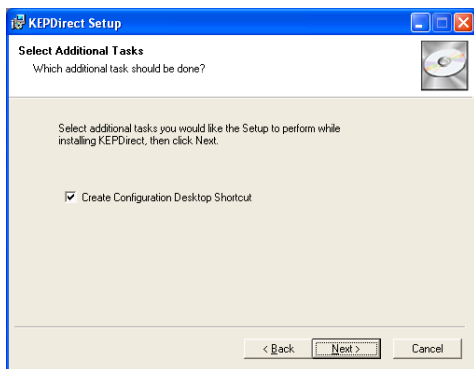 KEPDirect Setup
Select Additional Tasks
Which additional task should be done?
Select additional tasks you would like the Setup to perform while
installing KEPDirect, then click Next.
Create Configuration Desktop Shortcut
< Back
Next >
Cancel